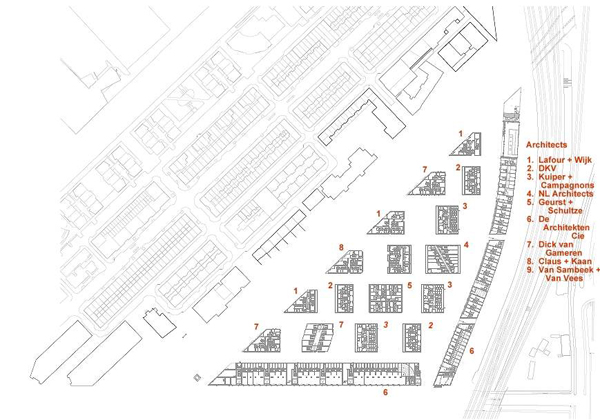 Architects
1. Lafour + Wijk
2. DKV
3. Kuiper +
Campagnons
4. NL Architects
5. Geurst +
Schultze
6. De
Architekten
Cie
7. Dick van
Gameren
8. Claus + Kaan
9. Van Sambeek +
Van Vees
1
7
2
1
3
8
4
1
2
5
3
7
7
3
2
6
6